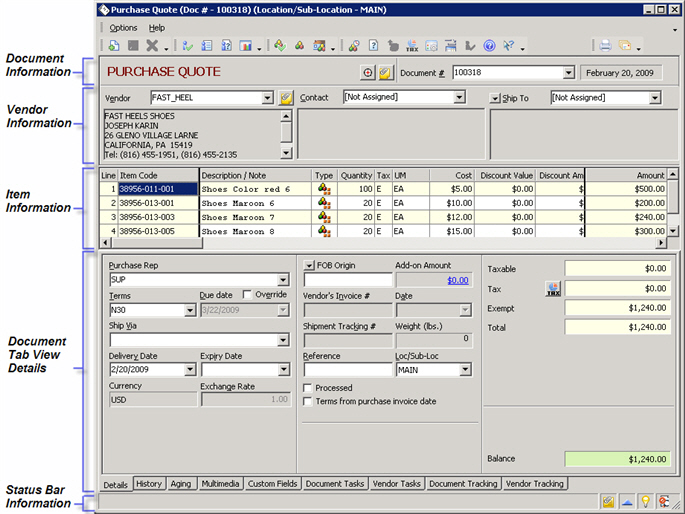 Purchase Quote (Doc # - 100318) (Location/Sub-Location - MAIN)
Options Help
Document Information
PURCHASE QUOTE
Document #
100318
February 20, 2009
Vendor Information
Vendor
FAST_HEEL
Contact
[Not Assigned]
Ship To
[Not Assigned]
FAST HEELS SHOES
JOSEPH KARIN
26 GLENO VILLAGE LARNE
CALIFORNIA, PA 15419
Tel: (816) 455-1951, (816) 455-2135
Item Information
Line Item Code Description / Note Type Quantity Tax UM Cost Discount Value Discount Am Amount
1 38956-011-001 Shoes Color red 6 100 E EA $5.00 $0.00 $ $500.00
2 38956-013-001 Shoes Maroon 6 20 E EA $10.00 $0.00 $ $200.00
3 38956-013-003 Shoes Maroon 7 20 E EA $12.00 $0.00 $ $240.00
4 38956-013-005 Shoes Maroon 8 20 E EA $15.00 $0.00 $ $300.00
Document Tab View Details
Purchase Rep
SUP
Terms
N30
Due date
Override
3/22/2009
Ship Via
Delivery Date
2/20/2009
Expiry Date
Currency
USD
Exchange Rate
1.00
FOB Origin
Add-on Amount
$0.00
Vendor's Invoice #
Date
Shipment Tracking #
Weight (lbs.)
0
Reference
Loc/Sub-Loc
MAIN
Processed
Terms from purchase invoice date
Taxable $0.00
Tax TAX $0.00
Exempt $1,240.00
Total $1,240.00
Balance $1,240.00
Details History Aging Multimedia Custom Fields Document Tasks Vendor Tasks Document Tracking Vendor Tracking
Status Bar Information